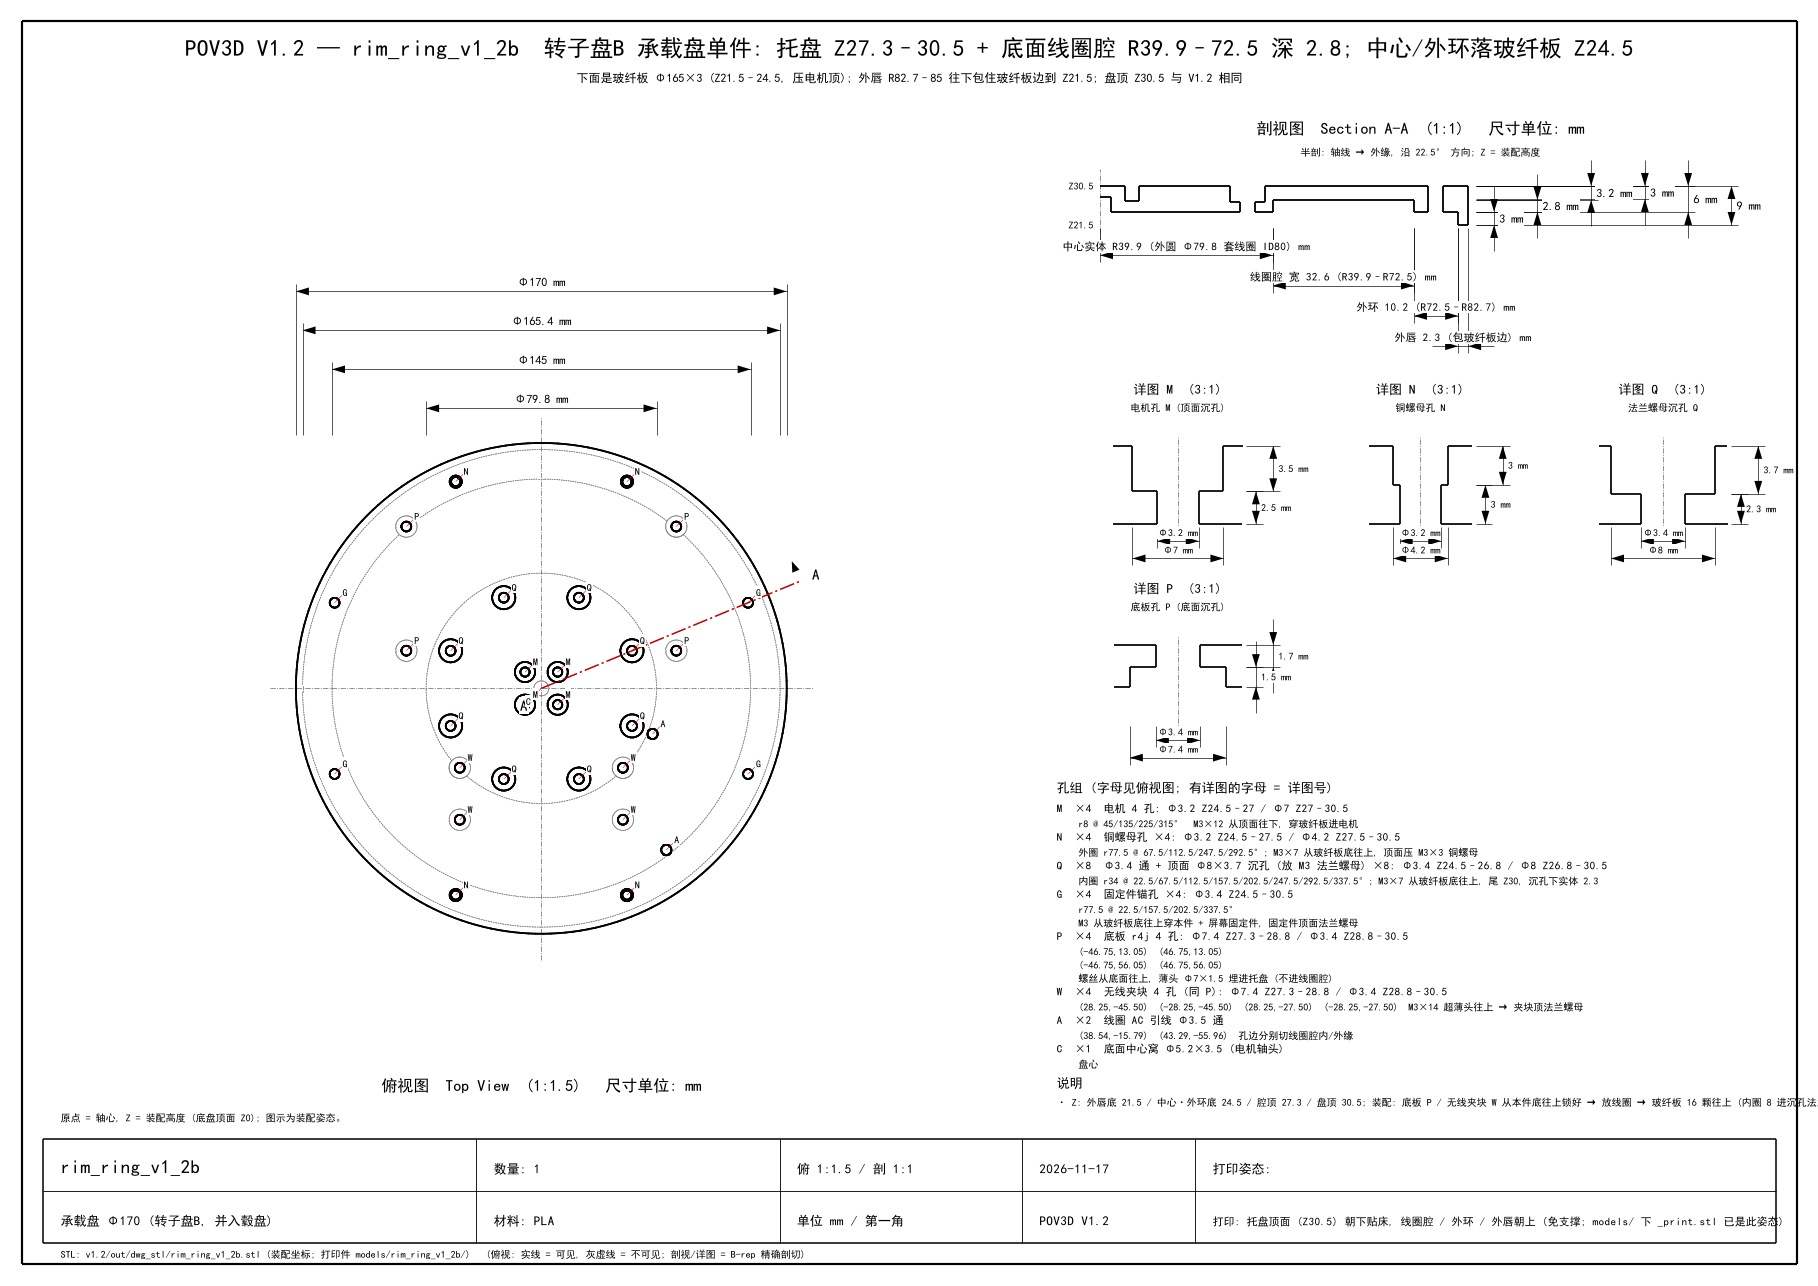 POV3D V1.2 — rim_ring_v1_2b  转子盘B 承载盘单件: 托盘 Z27.3–30.5 + 底面线圈腔 R39.9–72.5 深 2.8; 中心/外环落玻纤板 Z24.5
下面是玻纤板 Φ165×3 (Z21.5–24.5, 压电机顶); 外唇 R82.7–85 往下包住玻纤板边到 Z21.5; 盘顶 Z30.5 与 V1.2 相同
剖视图  Section A-A  (1:1)   尺寸单位: mm
半剖: 轴线 → 外缘, 沿 22.5° 方向; Z = 装配高度
Z30.5
Z21.5
3 mm
2.8 mm
3.2 mm
3 mm
6 mm
9 mm
中心实体 R39.9 (外圆 Φ79.8 套线圈 ID80) mm
线圈腔 宽 32.6 (R39.9–R72.5) mm
外环 10.2 (R72.5–R82.7) mm
外唇 2.3 (包玻纤板边) mm
Φ170 mm
Φ165.4 mm
Φ145 mm
Φ79.8 mm
N
N
P
P
G
G
Q
Q
P
Q
Q
P
M
M
A
M
M
C
A
Q
Q
A
W
W
Q
Q
G
G
W
W
A
N
N
俯视图  Top View  (1:1.5)   尺寸单位: mm
详图 M  (3:1)
电机孔 M (顶面沉孔)
3.5 mm
2.5 mm
Φ3.2 mm
Φ7 mm
详图 N  (3:1)
铜螺母孔 N
3 mm
3 mm
Φ3.2 mm
Φ4.2 mm
详图 Q  (3:1)
法兰螺母沉孔 Q
3.7 mm
2.3 mm
Φ3.4 mm
Φ8 mm
详图 P  (3:1)
底板孔 P (底面沉孔)
1.7 mm
1.5 mm
Φ3.4 mm
Φ7.4 mm
孔组 (字母见俯视图; 有详图的字母 = 详图号)
M  ×4  电机 4 孔: Φ3.2 Z24.5–27 / Φ7 Z27–30.5
r8 @ 45/135/225/315°  M3×12 从顶面往下, 穿玻纤板进电机
N  ×4  铜螺母孔 ×4: Φ3.2 Z24.5–27.5 / Φ4.2 Z27.5–30.5
外圈 r77.5 @ 67.5/112.5/247.5/292.5°; M3×7 从玻纤板底往上, 顶面压 M3×3 铜螺母
Q  ×8  Φ3.4 通 + 顶面 Φ8×3.7 沉孔 (放 M3 法兰螺母) ×8: Φ3.4 Z24.5–26.8 / Φ8 Z26.8–30.5
内圈 r34 @ 22.5/67.5/112.5/157.5/202.5/247.5/292.5/337.5°; M3×7 从玻纤板底往上, 尾 Z30, 沉孔下实体 2.3
G  ×4  固定件锚孔 ×4: Φ3.4 Z24.5–30.5
r77.5 @ 22.5/157.5/202.5/337.5°
M3 从玻纤板底往上穿本件 + 屏幕固定件, 固定件顶面法兰螺母
P  ×4  底板 r4j 4 孔: Φ7.4 Z27.3–28.8 / Φ3.4 Z28.8–30.5
(-46.75,13.05)  (46.75,13.05)
(-46.75,56.05)  (46.75,56.05)
螺丝从底面往上, 薄头 Φ7×1.5 埋进托盘 (不进线圈腔)
W  ×4  无线夹块 4 孔 (同 P): Φ7.4 Z27.3–28.8 / Φ3.4 Z28.8–30.5
(28.25,-45.50)  (-28.25,-45.50)  (28.25,-27.50)  (-28.25,-27.50)  M3×14 超薄头往上 → 夹块顶法兰螺母
A  ×2  线圈 AC 引线 Φ3.5 通
(38.54,-15.79)  (43.29,-55.96)  孔边分别切线圈腔内/外缘
C  ×1  底面中心窝 Φ5.2×3.5 (电机轴头)
盘心
说明
· Z: 外唇底 21.5 / 中心·外环底 24.5 / 腔顶 27.3 / 盘顶 30.5; 装配: 底板 P / 无线夹块 W 从本件底往上锁好 → 放线圈 → 玻纤板 16 颗往上 (内圈 8 进沉孔法
原点 = 轴心, Z = 装配高度 (底盘顶面 Z0); 图示为装配姿态。
rim_ring_v1_2b
数量: 1
俯 1:1.5 / 剖 1:1
2026-11-17
打印姿态:
承载盘 Φ170 (转子盘B, 并入毂盘)
材料: PLA
单位 mm / 第一角
POV3D V1.2
打印: 托盘顶面 (Z30.5) 朝下贴床, 线圈腔 / 外环 / 外唇朝上 (免支撑; models/ 下 _print.stl 已是此姿态)
STL: v1.2/out/dwg_stl/rim_ring_v1_2b.stl (装配坐标; 打印件 models/rim_ring_v1_2b/)   (俯视: 实线 = 可见, 灰虚线 = 不可见; 剖视/详图 = B-rep 精确剖切)